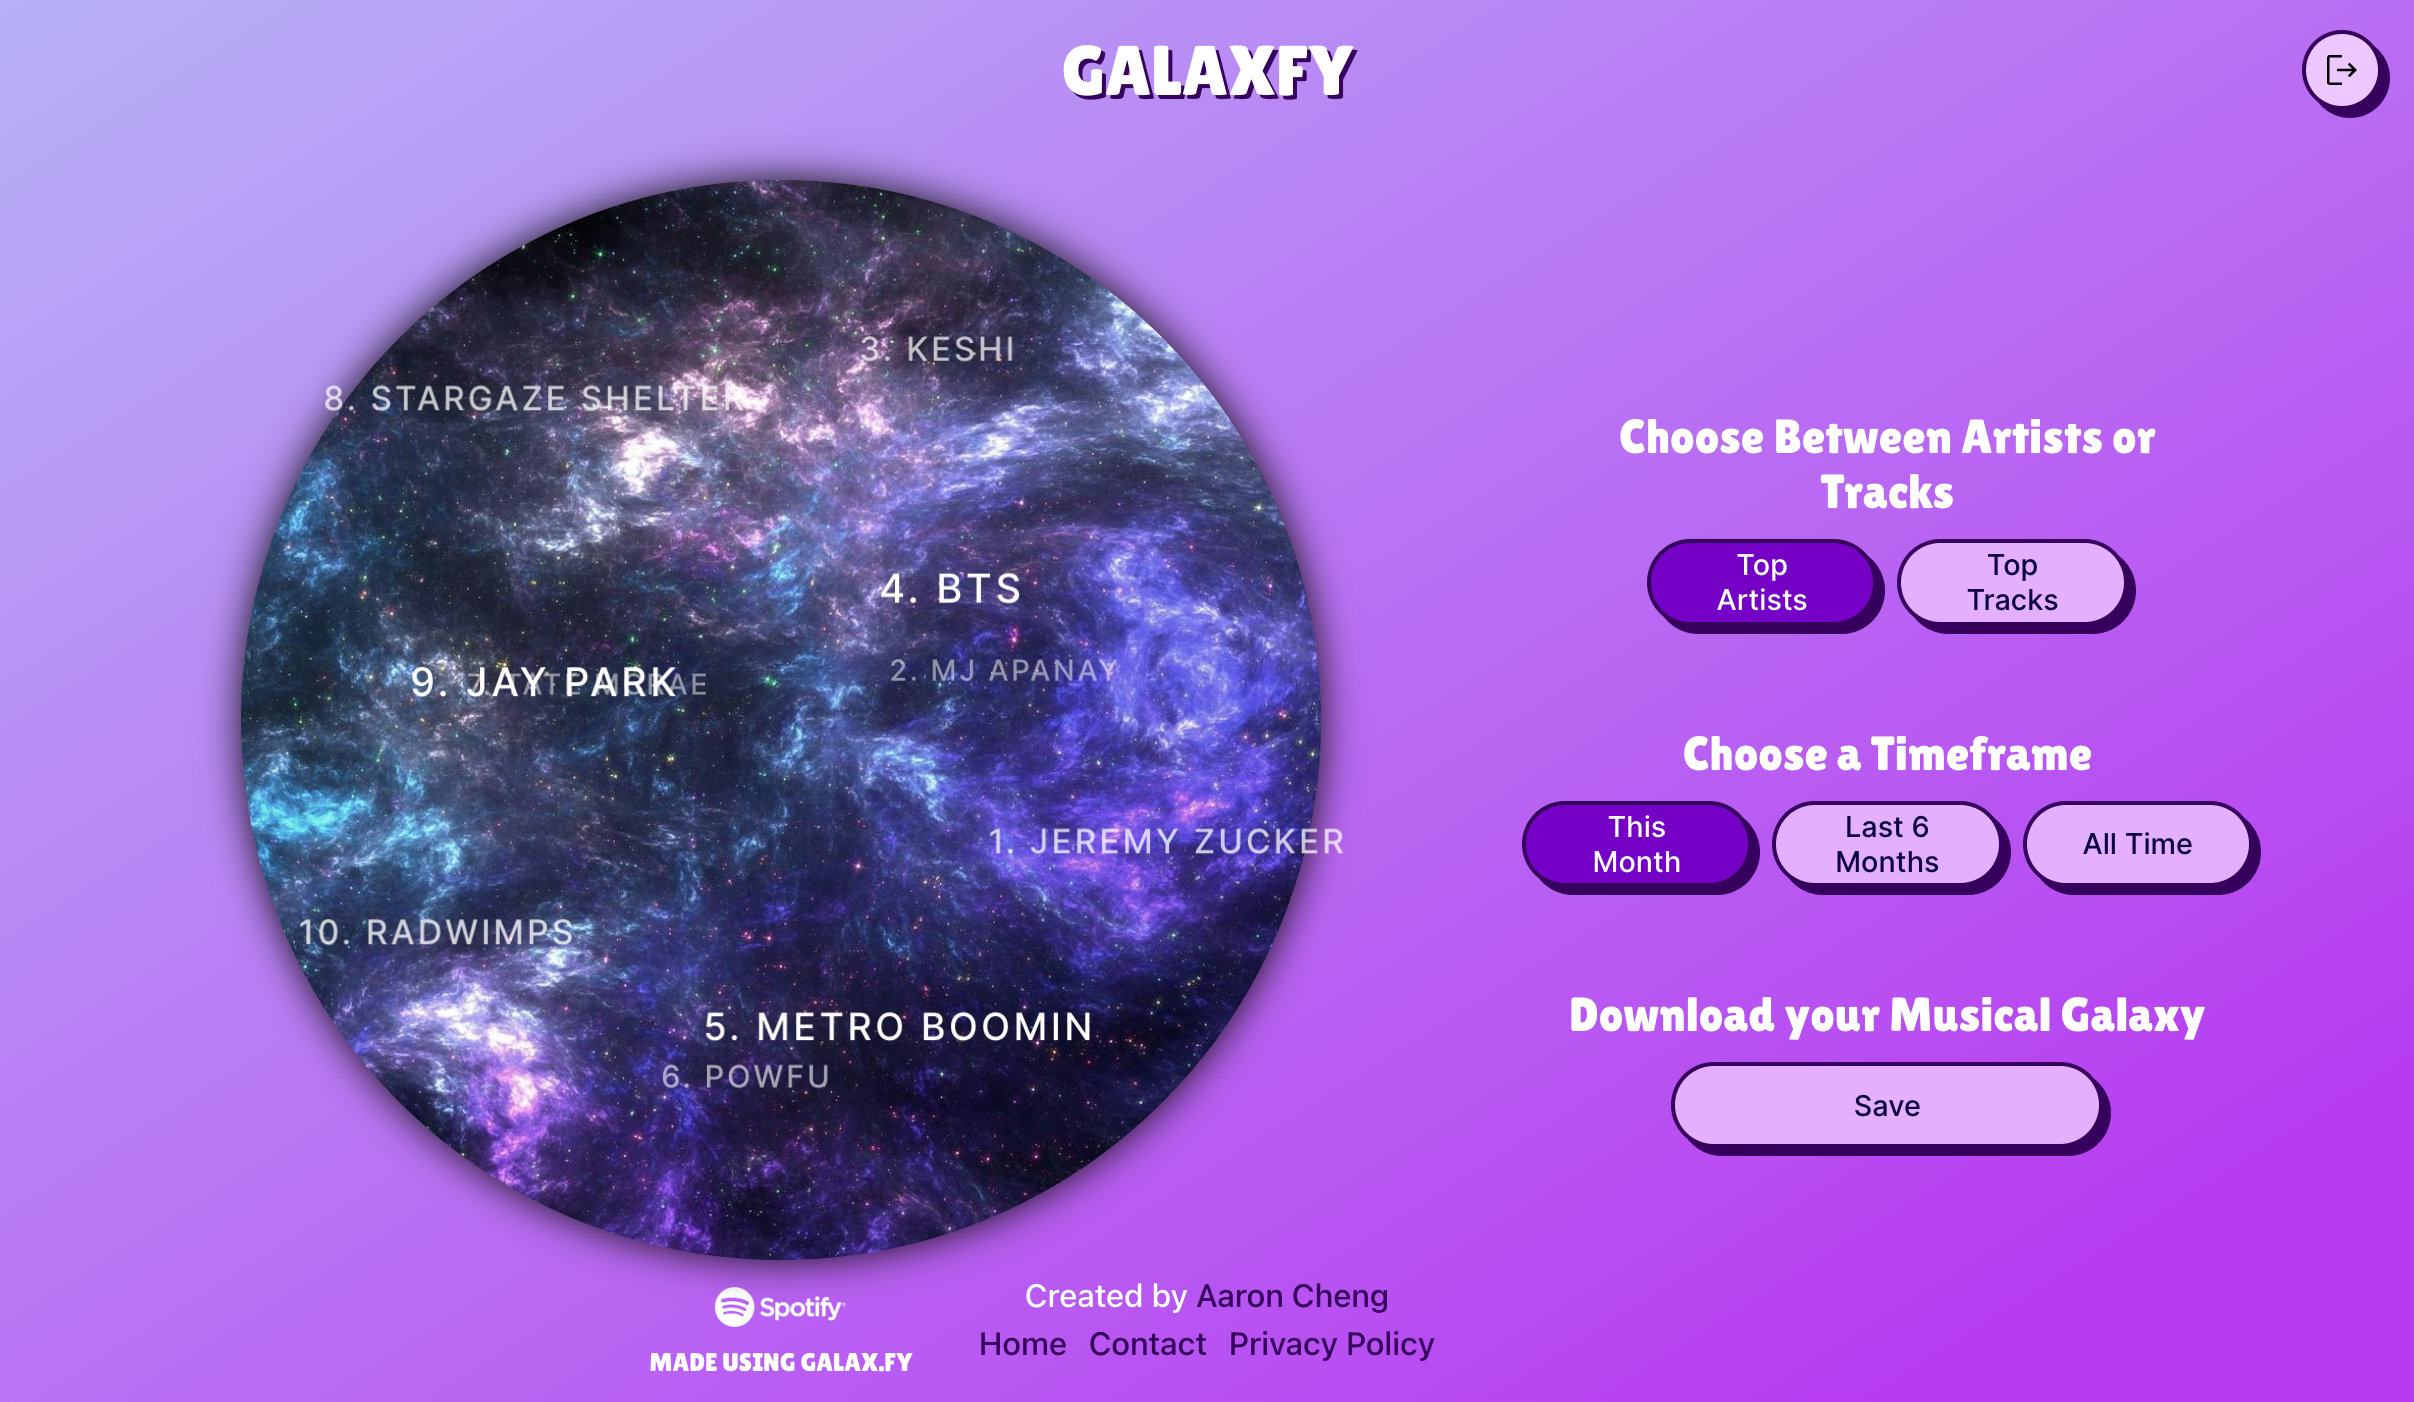 GALAXFY
3. KESHI
8. STARGAZE SHELTER
4. BTS
2. MJ APANAY
9. JAY PARK
1. JEREMY ZUCKER
10. RADWIMPS
5. METRO BOOMIN
6. POWFU
Choose Between Artists or
Tracks
Top
Artists
Top
Tracks
Choose a Timeframe
This
Month
Last 6
Months
All Time
Download your Musical Galaxy
Save
Spotify
MADE USING GALAX.FY
Created by Aaron Cheng
Home Contact Privacy Policy